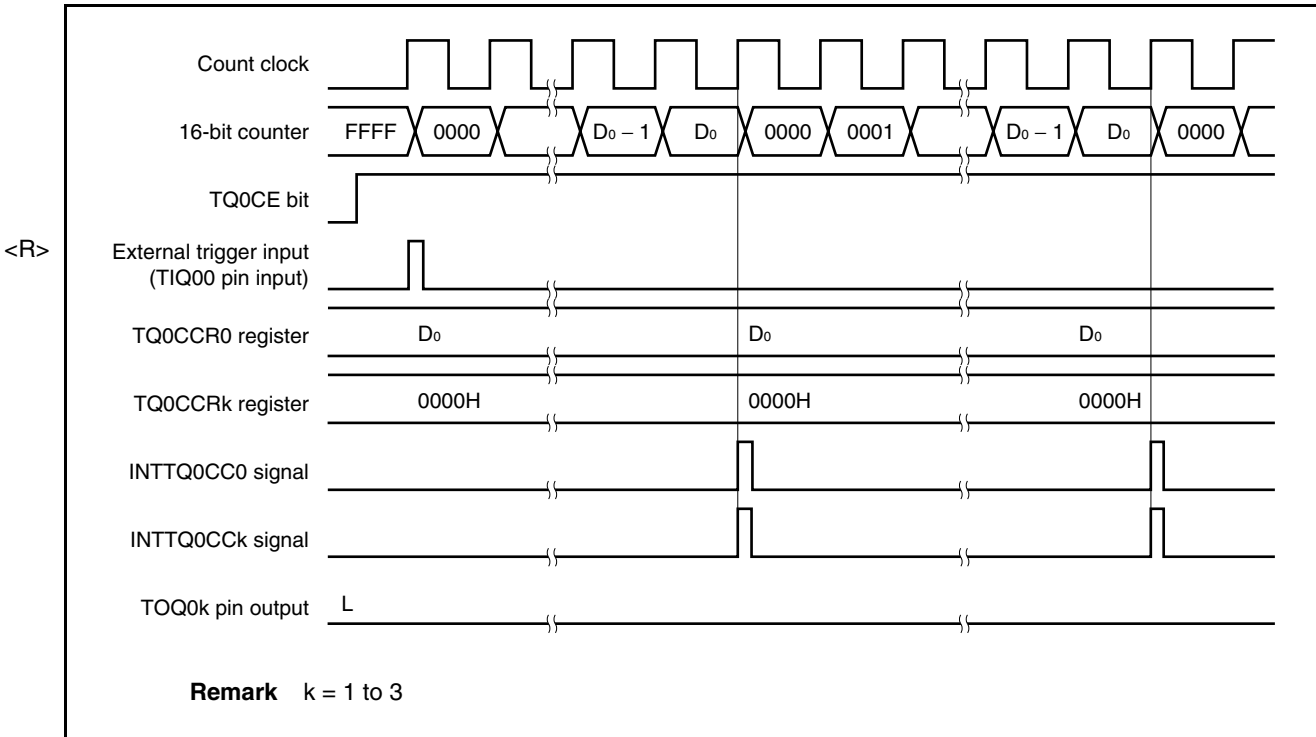 Count clock
16-bit counter FFFF 0000 D₀ − 1 D₀ 0000 0001 D₀ − 1 D₀ 0000
TQ0CE bit
<R>
External trigger input
(TIQ00 pin input)
TQ0CCR0 register D₀ D₀ D₀
TQ0CCRk register 0000H 0000H 0000H
INTTQ0CC0 signal
INTTQ0CCk signal
TOQ0k pin output L
Remark k = 1 to 3